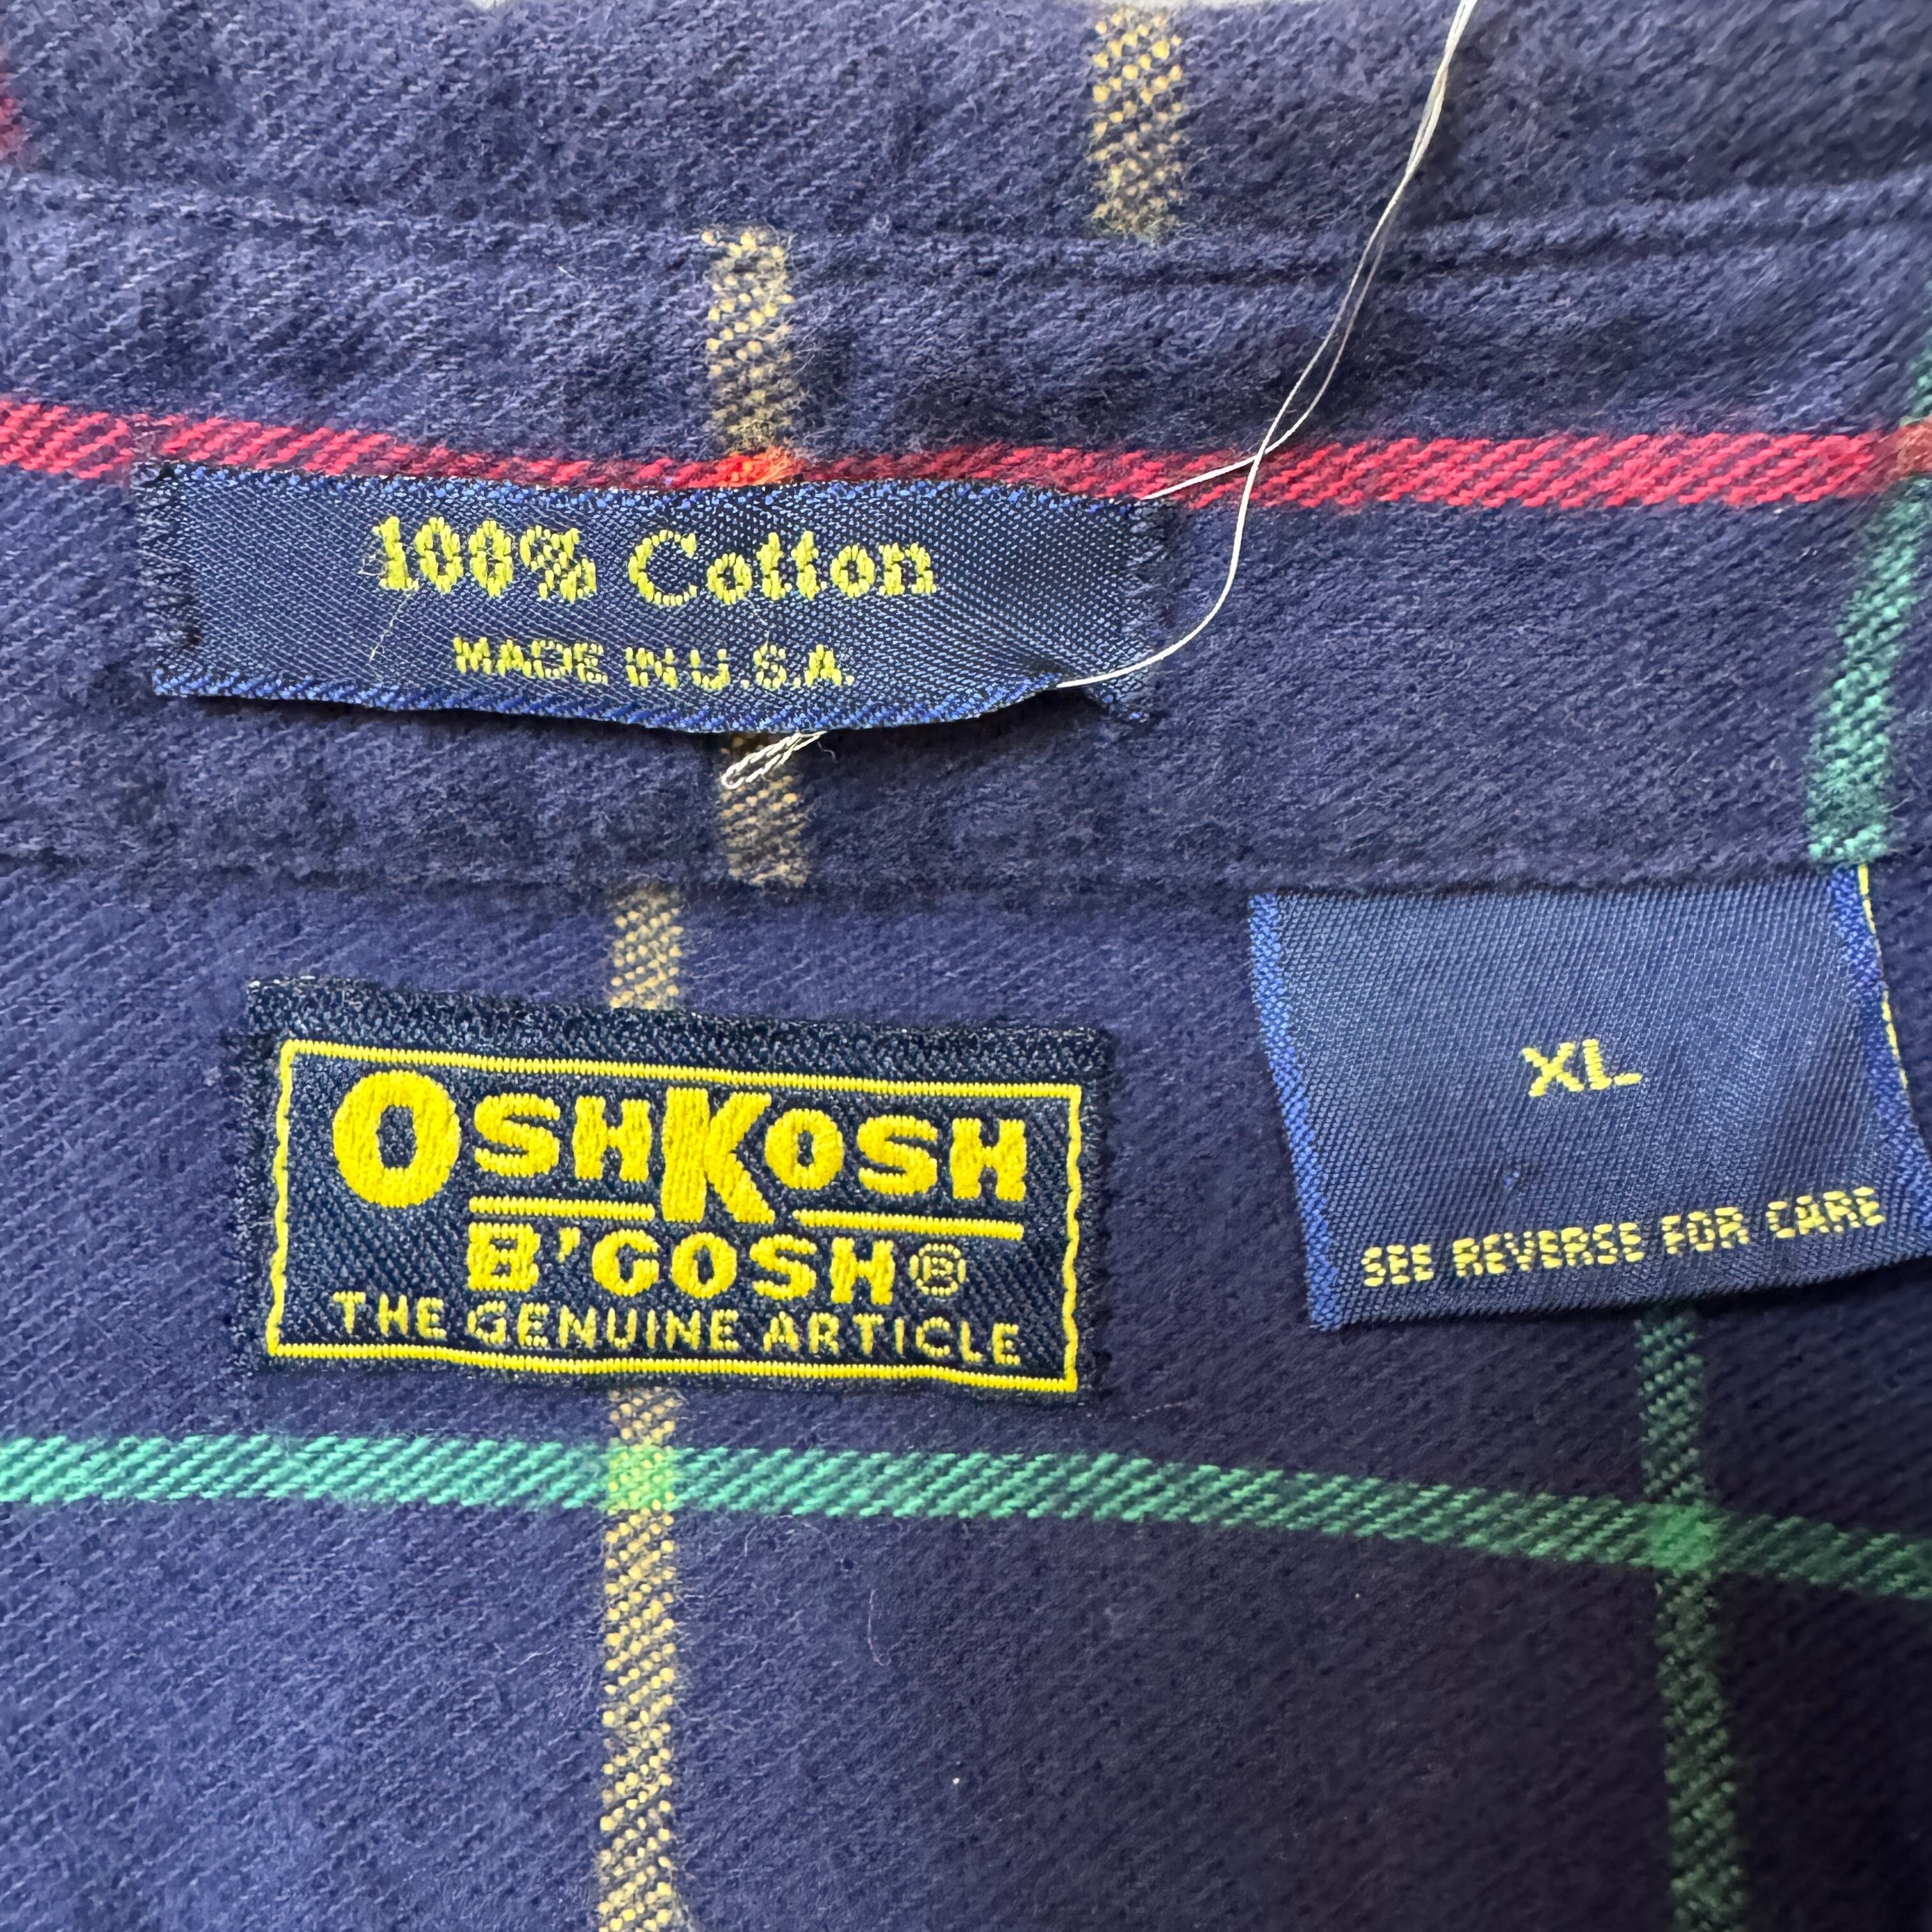 100% Cotton
MADE IN U.S.A.
OSHKOSH
B'GOSH®
THE GENUINE ARTICLE
XL
SEE REVERSE FOR CARE